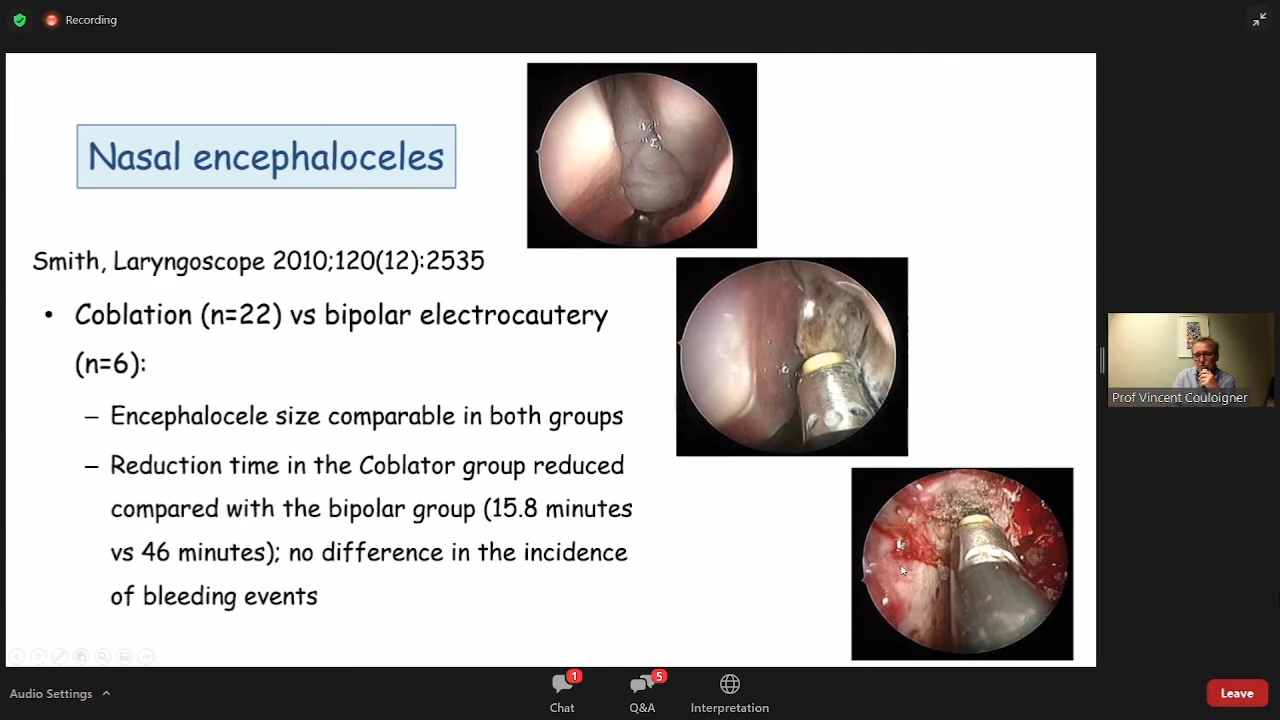 Recording
Nasal encephaloceles
Smith, Laryngoscope 2010;120(12):2535
• Coblation (n=22) vs bipolar electrocautery
(n=6):
– Encephalocele size comparable in both groups
– Reduction time in the Coblator group reduced
compared with the bipolar group (15.8 minutes
vs 46 minutes); no difference in the incidence
of bleeding events
Prof Vincent Couloigner
Audio Settings
1
Chat
5
Q&A
Interpretation
Leave